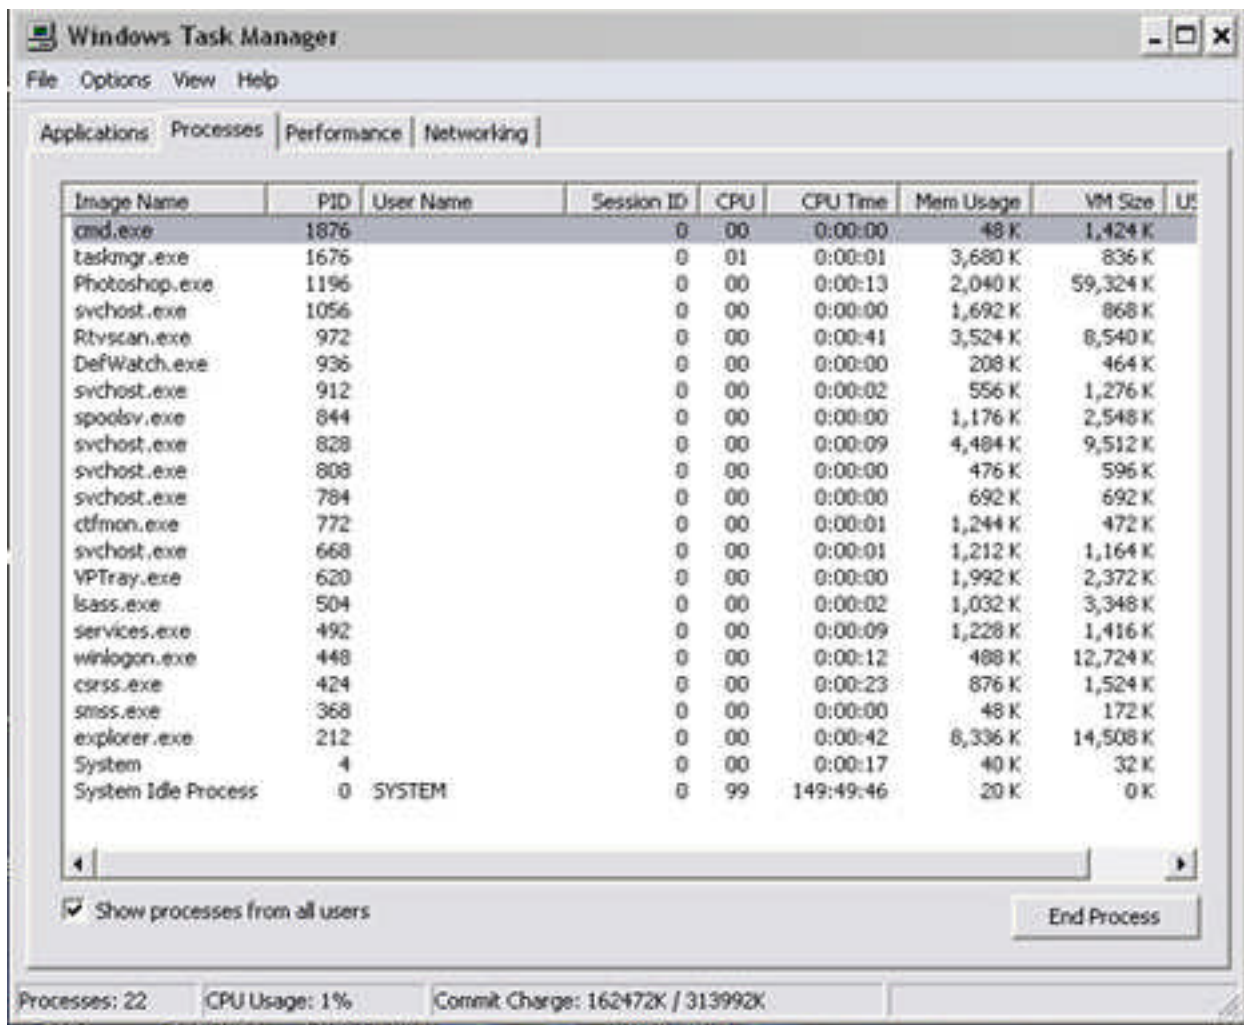 Windows Task Manager
File Options View Help
Applications Processes Performance Networking
Image Name PID User Name Session ID CPU CPU Time Mem Usage VM Size US
cmd.exe 1876 0 00 0:00:00 48 K 1,424 K
taskmgr.exe 1676 0 01 0:00:01 3,680 K 836 K
Photoshop.exe 1196 0 00 0:00:13 2,040 K 59,324 K
svchost.exe 1056 0 00 0:00:00 1,692 K 868 K
Rtvscan.exe 972 0 00 0:00:41 3,524 K 8,540 K
DefWatch.exe 936 0 00 0:00:00 208 K 464 K
svchost.exe 912 0 00 0:00:02 556 K 1,276 K
spoolsv.exe 844 0 00 0:00:00 1,176 K 2,548 K
svchost.exe 828 0 00 0:00:09 4,484 K 9,512 K
svchost.exe 808 0 00 0:00:00 476 K 596 K
svchost.exe 784 0 00 0:00:00 692 K 692 K
ctfmon.exe 772 0 00 0:00:01 1,244 K 472 K
svchost.exe 668 0 00 0:00:01 1,212 K 1,164 K
VPTray.exe 620 0 00 0:00:00 1,992 K 2,372 K
lsass.exe 504 0 00 0:00:02 1,032 K 3,348 K
services.exe 492 0 00 0:00:09 1,228 K 1,416 K
winlogon.exe 448 0 00 0:00:12 488 K 12,724 K
csrss.exe 424 0 00 0:00:23 876 K 1,524 K
smss.exe 368 0 00 0:00:00 48 K 172 K
explorer.exe 212 0 00 0:00:42 8,336 K 14,508 K
System 4 0 00 0:00:17 40 K 32 K
System Idle Process 0 SYSTEM 0 99 149:49:46 20 K 0 K
Show processes from all users
End Process
Processes: 22 CPU Usage: 1% Commit Charge: 162472K / 313992K